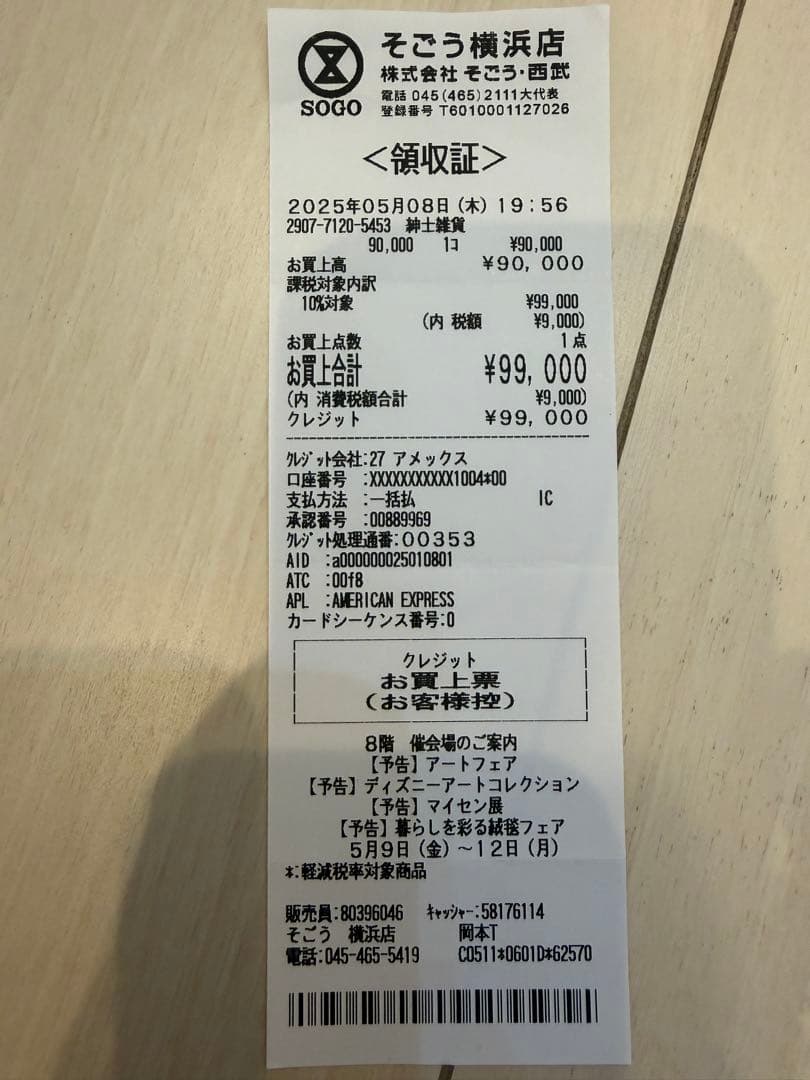 そごう横浜店
株式会社 そごう・西武
SOGO
電話 045(465)2111大代表
登録番号 T6010001127026
＜領収証＞
2025年05月08日(木) 19:56
2907-7120-5453 紳士雑貨
90,000 1コ ¥90,000
お買上高 ¥90,000
課税対象内訳
10%対象 ¥99,000
(内 税額 ¥9,000)
お買上点数 1点
お買上合計 ¥99,000
(内 消費税額合計 ¥9,000)
クレジット ¥99,000
ｸﾚｼﾞｯﾄ会社:27 アメックス
口座番号 :XXXXXXXXXXX1004*00
支払方法 :一括払 IC
承認番号 :00889969
ｸﾚｼﾞｯﾄ処理通番:00353
AID :a000000025010801
ATC :00f8
APL :AMERICAN EXPRESS
カードシーケンス番号:0
クレジット
お買上票
(お客様控)
8階 催会場のご案内
【予告】アートフェア
【予告】ディズニーアートコレクション
【予告】マイセン展
【予告】暮らしを彩る絨毯フェア
5月9日(金)～12日(月)
*:軽減税率対象商品
販売員:80396046 ｷｬｯｼｬｰ:58176114
そごう 横浜店 岡本T
電話:045-465-5419 C0511*0601D*62570